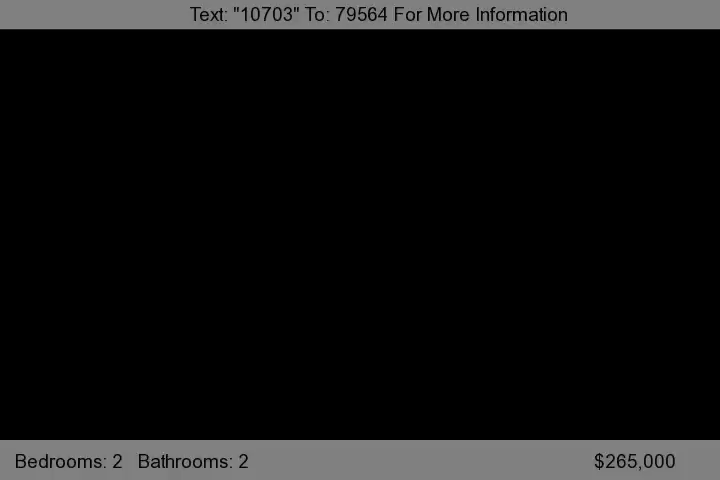 Text: "10703" To: 79564 For More Information
Bedrooms: 2 Bathrooms: 2 $265,000